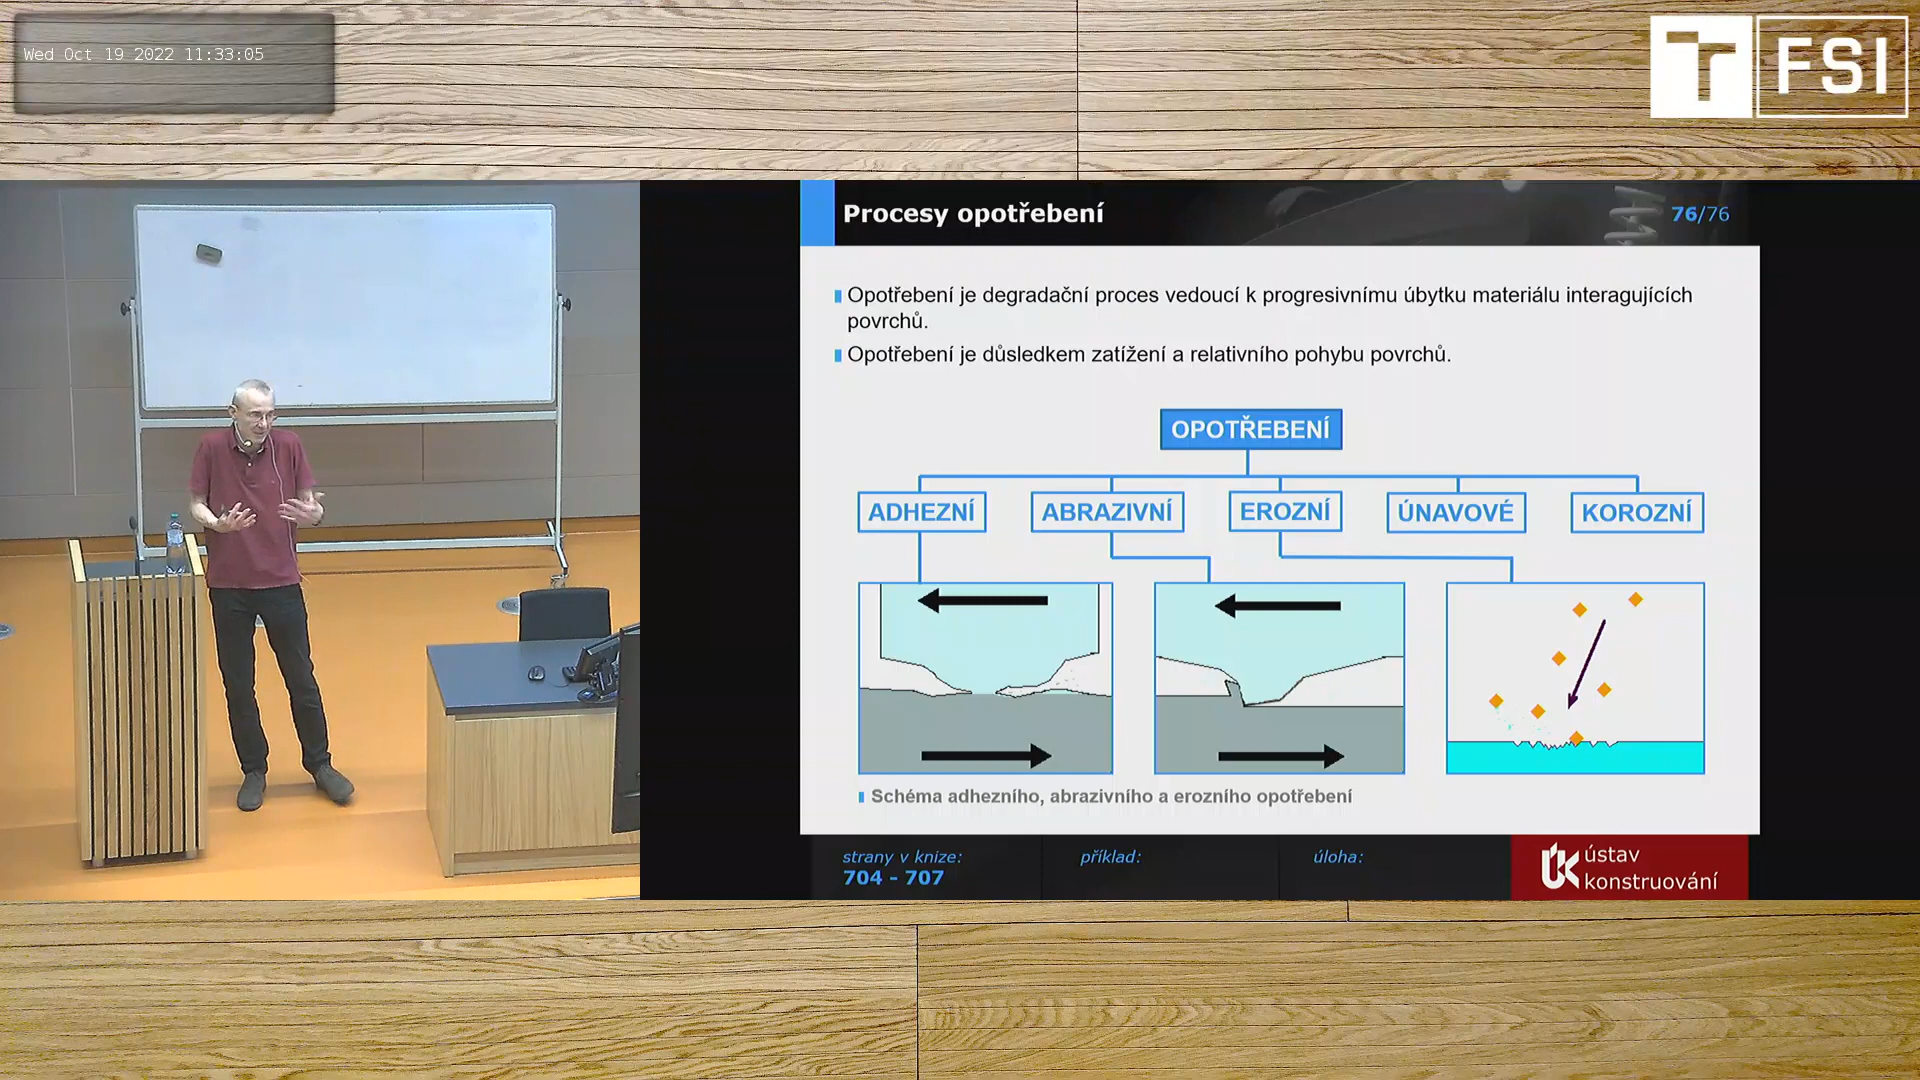 Wed Oct 19 2022 11:33:05
T FSI
Procesy opotřebení
76/76
Opotřebení je degradační proces vedoucí k progresivnímu úbytku materiálu interagujících
povrchů.
Opotřebení je důsledkem zatížení a relativního pohybu povrchů.
OPOTŘEBENÍ
ADHEZNÍ ABRAZIVNÍ EROZNÍ ÚNAVOVÉ KOROZNÍ
Schéma adhezního, abrazivního a erozního opotřebení
strany v knize:
704 - 707
příklad:
úloha:
ÚK ústav
konstruování